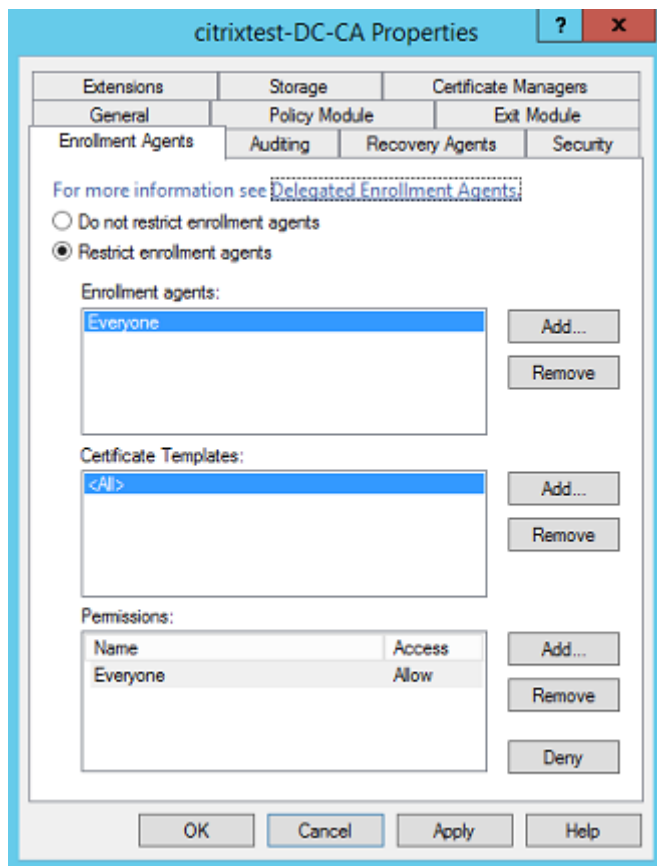 citrixtest-DC-CA Properties
? x
Extensions Storage Certificate Managers
General Policy Module Exit Module
Enrollment Agents Auditing Recovery Agents Security
For more information see Delegated Enrollment Agents.
Do not restrict enrollment agents
Restrict enrollment agents
Enrollment agents:
Everyone
Add...
Remove
Certificate Templates:
<All>
Add...
Remove
Permissions:
Name Access
Everyone Allow
Add...
Remove
Deny
OK Cancel Apply Help